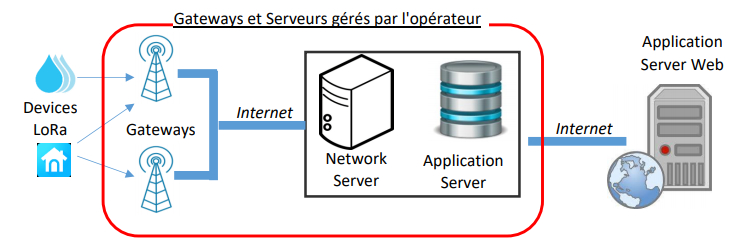 Gateways et Serveurs gérés par l'opérateur
Devices
LoRa
Gateways
Internet
Network
Server
Application
Server
Internet
Application
Server Web